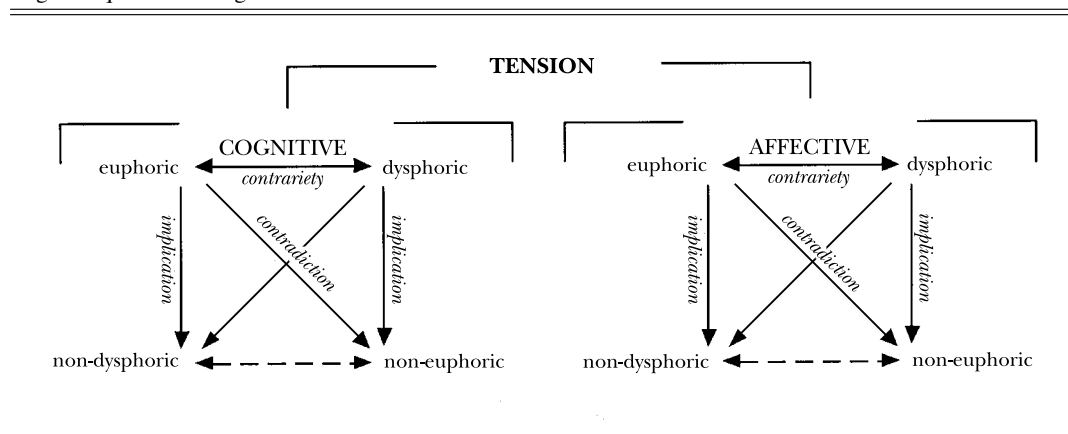 TENSION
COGNITIVE
euphoric
dysphoric
contrariety
implication
contradiction
implication
non-dysphoric
non-euphoric
AFFECTIVE
euphoric
dysphoric
contrariety
implication
contradiction
implication
non-dysphoric
non-euphoric